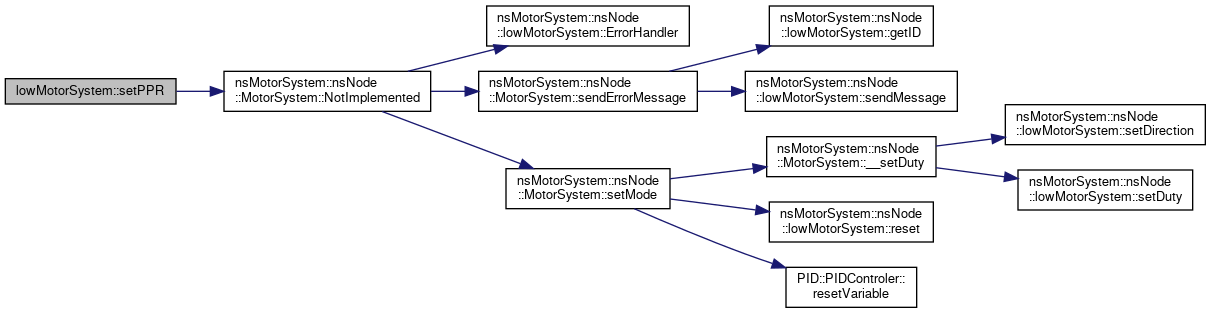 lowMotorSystem::setPPR
nsMotorSystem::nsNode
::MotorSystem::NotImplemented
nsMotorSystem::nsNode
::lowMotorSystem::ErrorHandler
nsMotorSystem::nsNode
::MotorSystem::sendErrorMessage
nsMotorSystem::nsNode
::lowMotorSystem::getID
nsMotorSystem::nsNode
::lowMotorSystem::sendMessage
nsMotorSystem::nsNode
::MotorSystem::setMode
nsMotorSystem::nsNode
::MotorSystem::__setDuty
nsMotorSystem::nsNode
::lowMotorSystem::setDirection
nsMotorSystem::nsNode
::lowMotorSystem::setDuty
nsMotorSystem::nsNode
::lowMotorSystem::reset
PID::PIDControler::
resetVariable